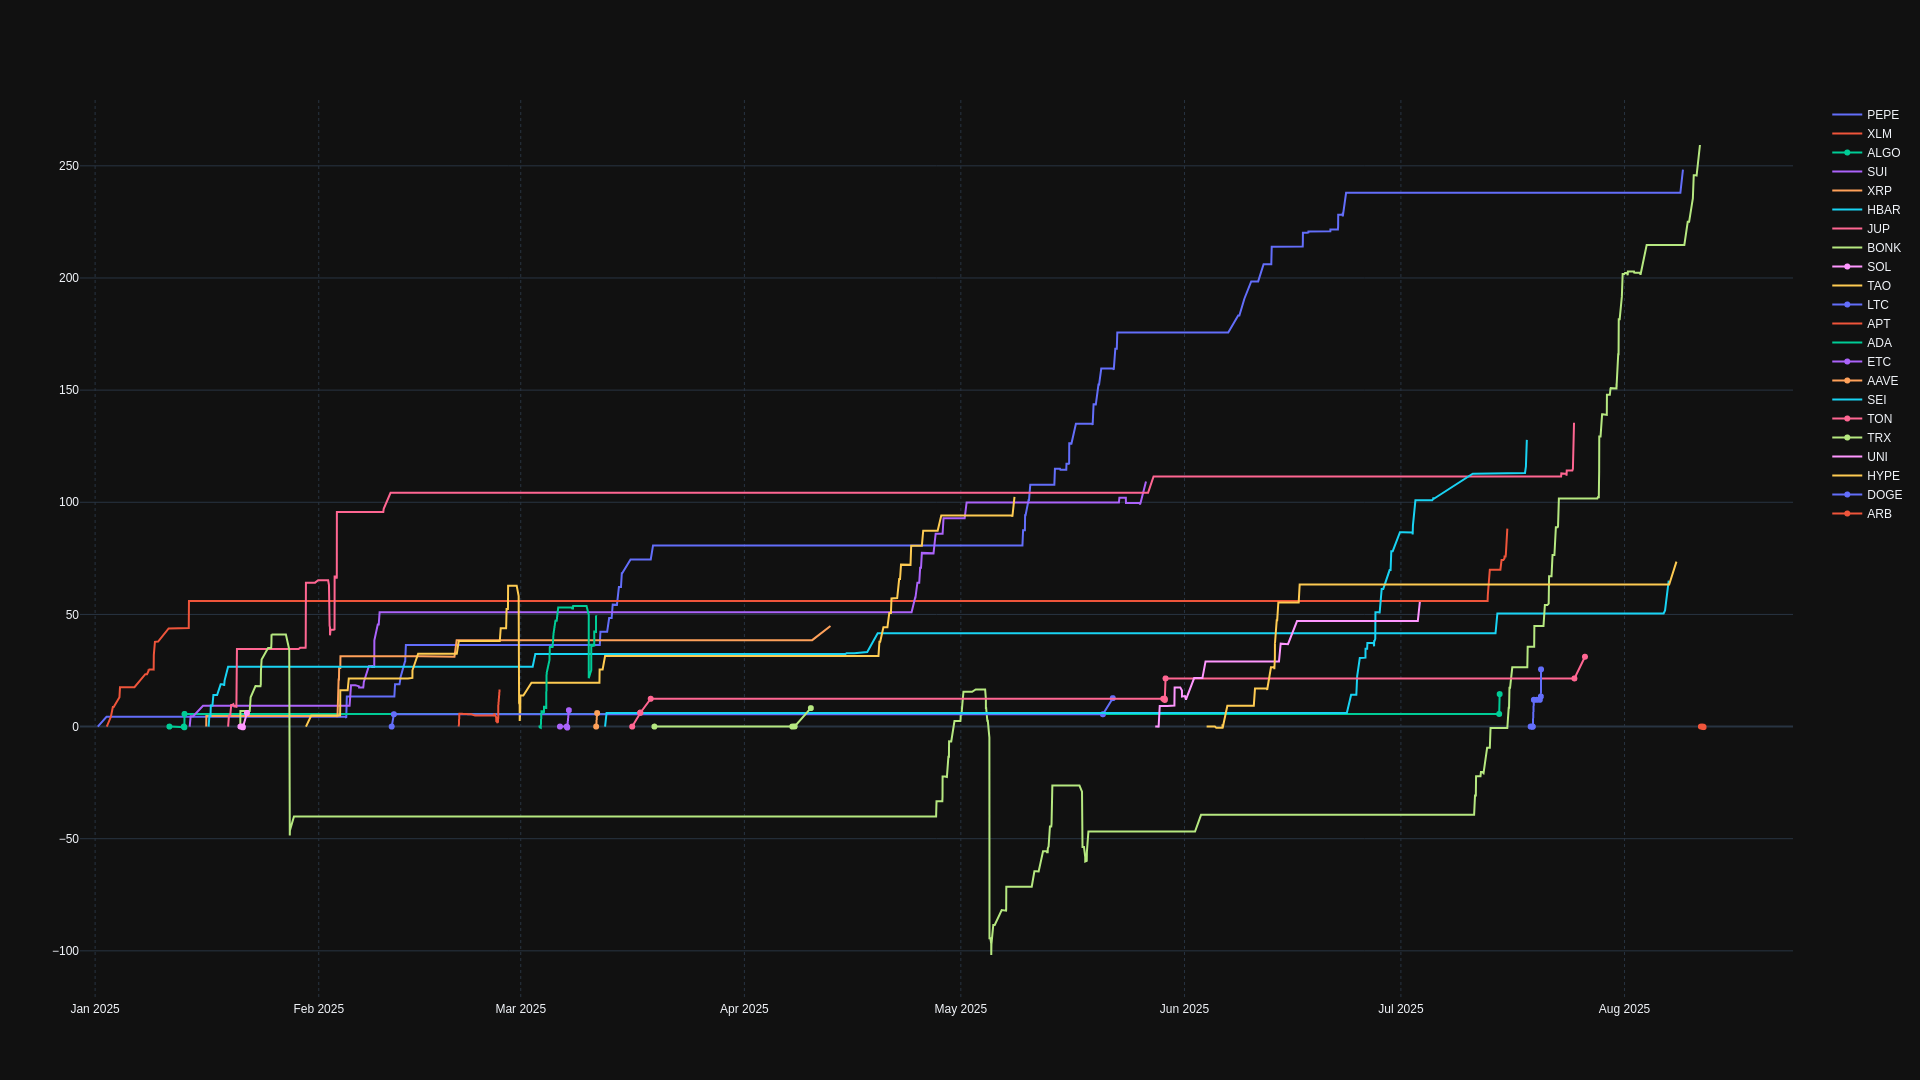 250
200
150
100
50
0
−50
−100
Jan 2025
Feb 2025
Mar 2025
Apr 2025
May 2025
Jun 2025
Jul 2025
Aug 2025
PEPE
XLM
ALGO
SUI
XRP
HBAR
JUP
BONK
SOL
TAO
LTC
APT
ADA
ETC
AAVE
SEI
TON
TRX
UNI
HYPE
DOGE
ARB